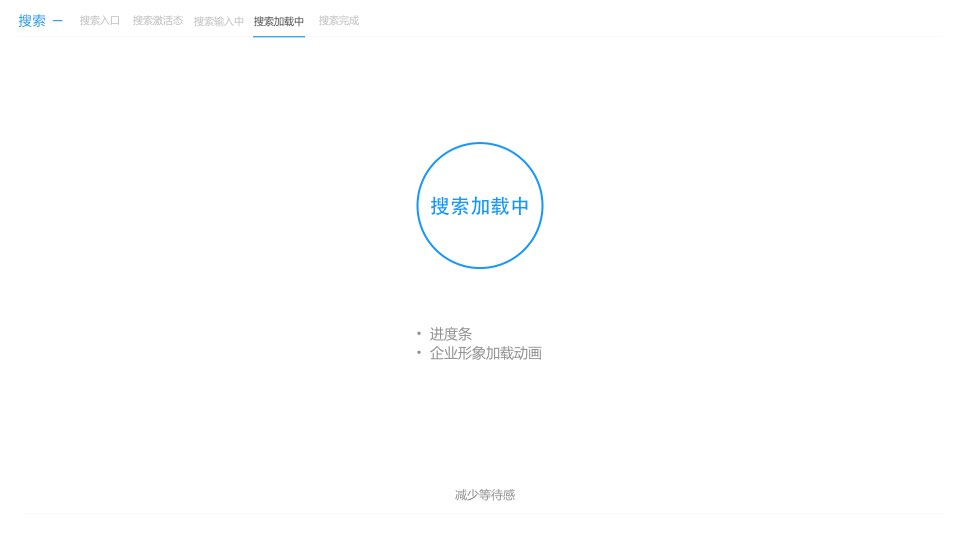 搜索 — 搜索入口 搜索激活态 搜索输入中 搜索加载中 搜索完成
搜索加载中
• 进度条
• 企业形象加载动画
减少等待感